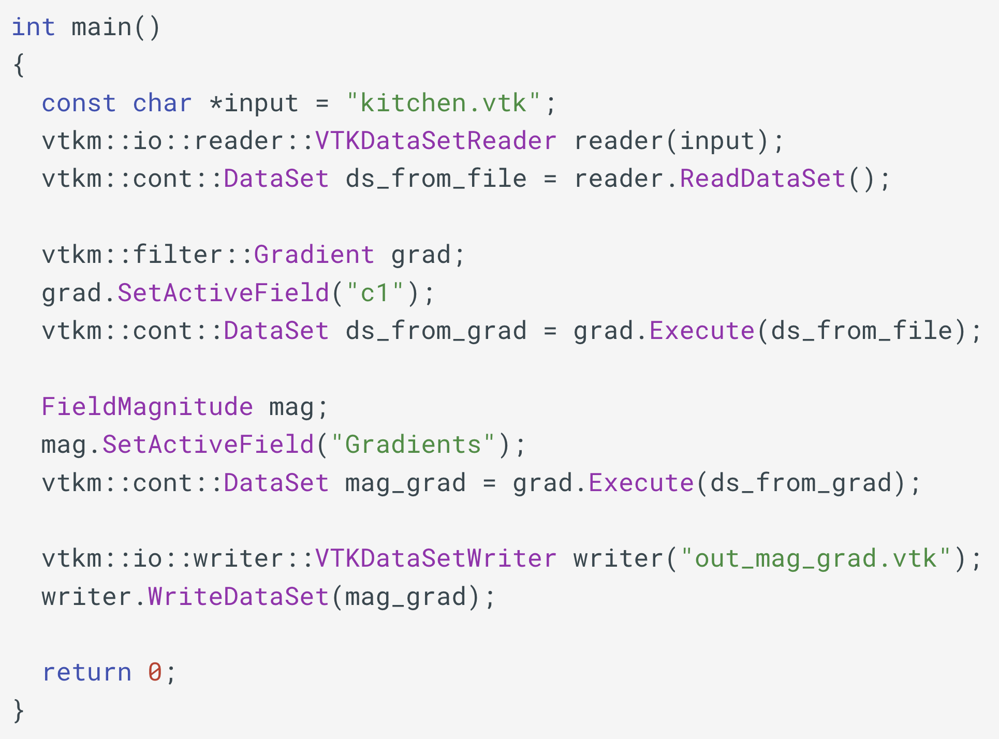 int main()
{
  const char *input = "kitchen.vtk";
  vtkm::io::reader::VTKDataSetReader reader(input);
  vtkm::cont::DataSet ds_from_file = reader.ReadDataSet();

  vtkm::filter::Gradient grad;
  grad.SetActiveField("c1");
  vtkm::cont::DataSet ds_from_grad = grad.Execute(ds_from_file);

  FieldMagnitude mag;
  mag.SetActiveField("Gradients");
  vtkm::cont::DataSet mag_grad = grad.Execute(ds_from_grad);

  vtkm::io::writer::VTKDataSetWriter writer("out_mag_grad.vtk");
  writer.WriteDataSet(mag_grad);

  return 0;
}